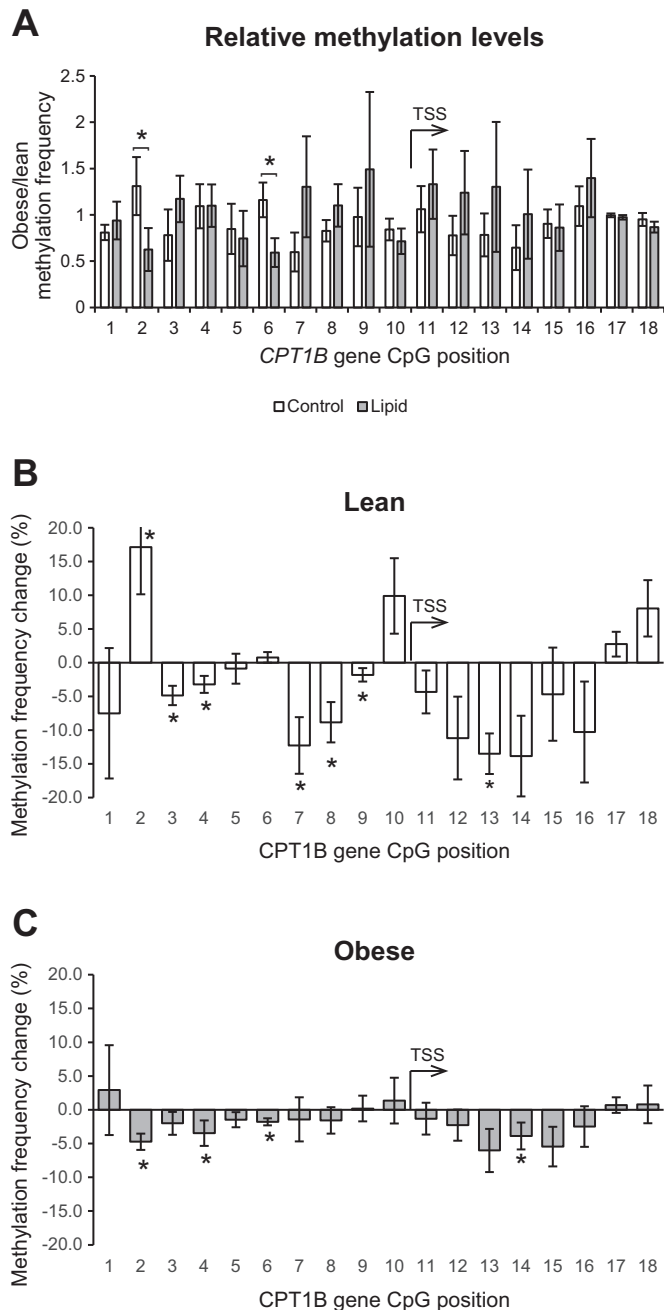 A
Relative methylation levels
Obese/lean
methylation frequency
2.5
2
1.5
1
0.5
0
*
*
TSS
1 2 3 4 5 6 7 8 9 10 11 12 13 14 15 16 17 18
CPT1B gene CpG position
Control Lipid
B
Lean
Methylation frequency change (%)
20.0
15.0
10.0
5.0
0.0
-5.0
-10.0
-15.0
-20.0
*
TSS
* * * * * *
1 2 3 4 5 6 7 8 9 10 11 12 13 14 15 16 17 18
CPT1B gene CpG position
C
Obese
Methylation frequency change (%)
20.0
15.0
10.0
5.0
0.0
-5.0
-10.0
-15.0
-20.0
TSS
* * * *
1 2 3 4 5 6 7 8 9 10 11 12 13 14 15 16 17 18
CPT1B gene CpG position